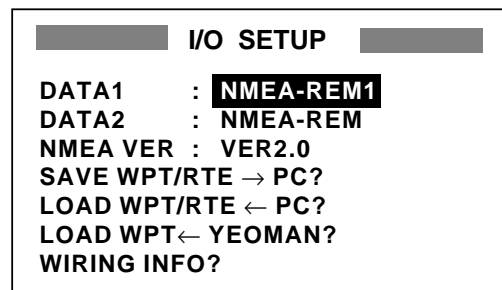 I/O SETUP
DATA1 : NMEA-REM1
DATA2 : NMEA-REM
NMEA VER : VER2.0
SAVE WPT/RTE → PC?
LOAD WPT/RTE ← PC?
LOAD WPT← YEOMAN?
WIRING INFO?